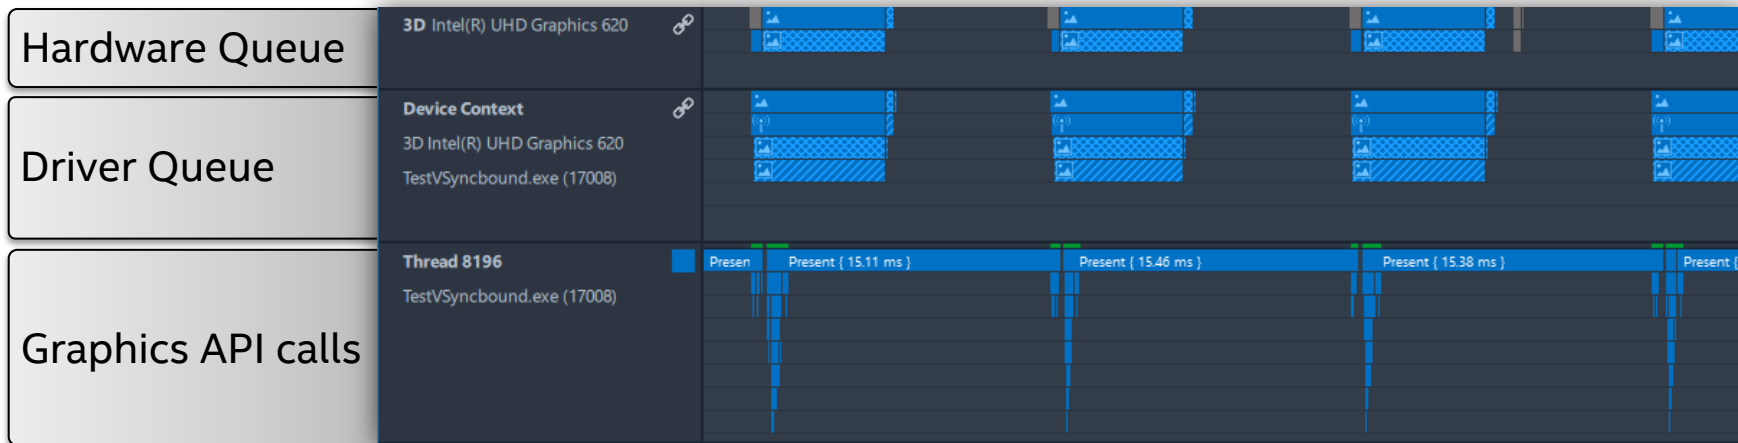 Hardware Queue
3D Intel(R) UHD Graphics 620
Driver Queue
Device Context
3D Intel(R) UHD Graphics 620
TestVSyncbound.exe (17008)
Graphics API calls
Thread 8196
TestVSyncbound.exe (17008)
Presen
Present { 15.11 ms }
Present { 15.46 ms }
Present { 15.38 ms }
Present {